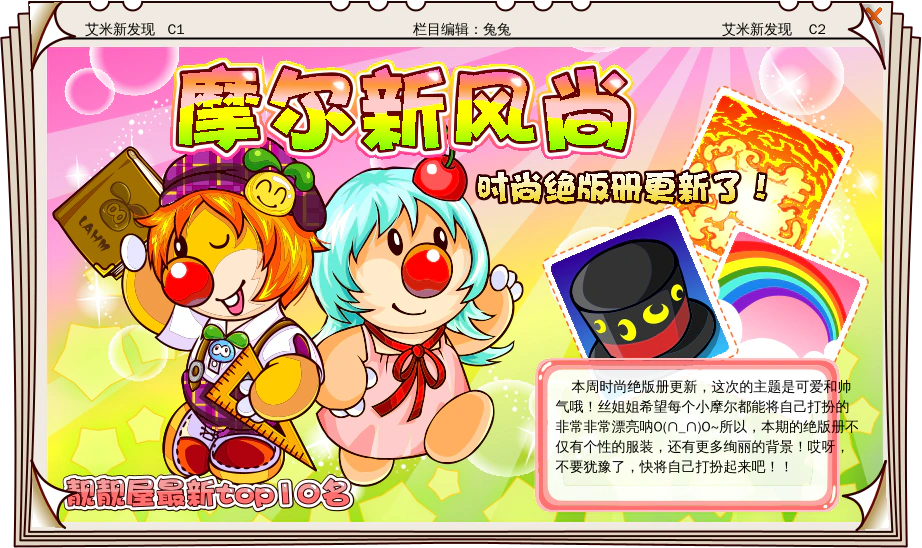 艾米新发现 C1
栏目编辑：兔兔
艾米新发现 C2
摩尔新风尚
时尚绝版册更新了！
LAHM
本周时尚绝版册更新，这次的主题是可爱和帅
气哦！丝姐姐希望每个小摩尔都能将自己打扮的
非常非常漂亮呐O(∩_∩)O~所以，本期的绝版册不
仅有个性的服装，还有更多绚丽的背景！哎呀，
不要犹豫了，快将自己打扮起来吧！！
靓靓屋最新top10名